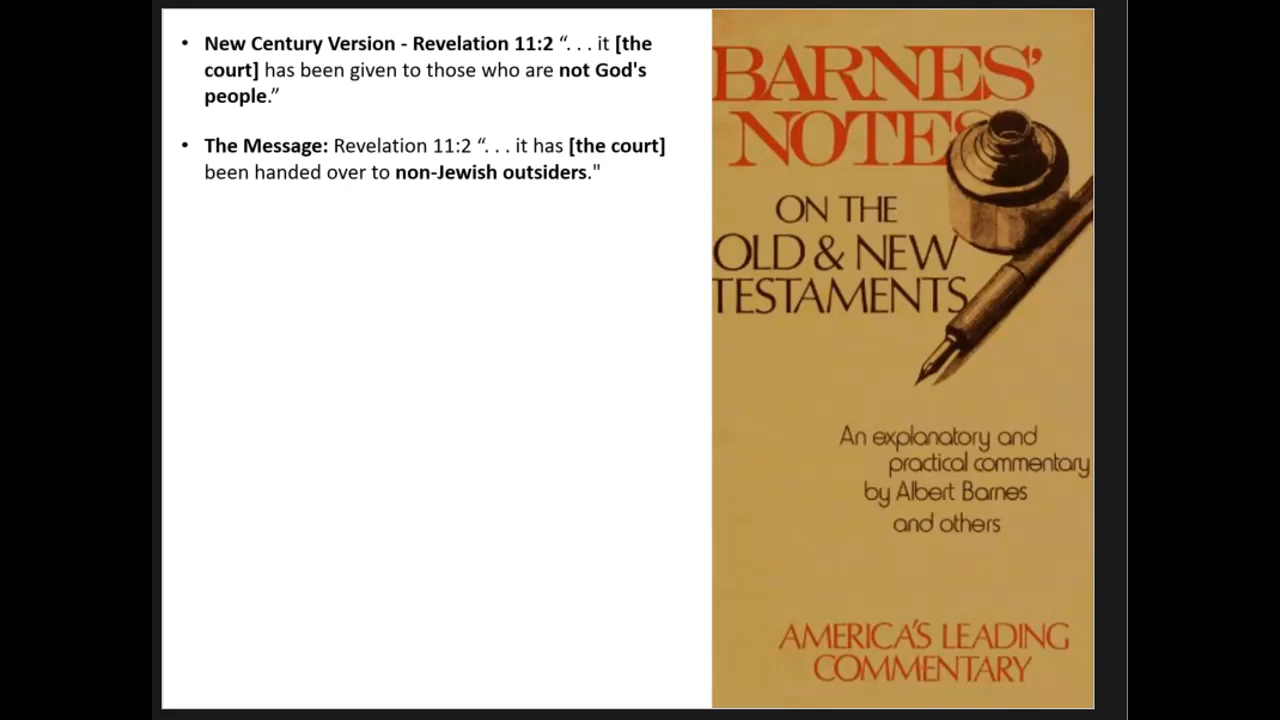 • New Century Version - Revelation 11:2 “. . . it [the
court] has been given to those who are not God's
people.”
• The Message: Revelation 11:2 “. . . it has [the court]
been handed over to non-Jewish outsiders."
BARNES’
NOTES
ON THE
OLD & NEW
TESTAMENTS
An explanatory and
practical commentary
by Albert Barnes
and others
AMERICA’S LEADING
COMMENTARY